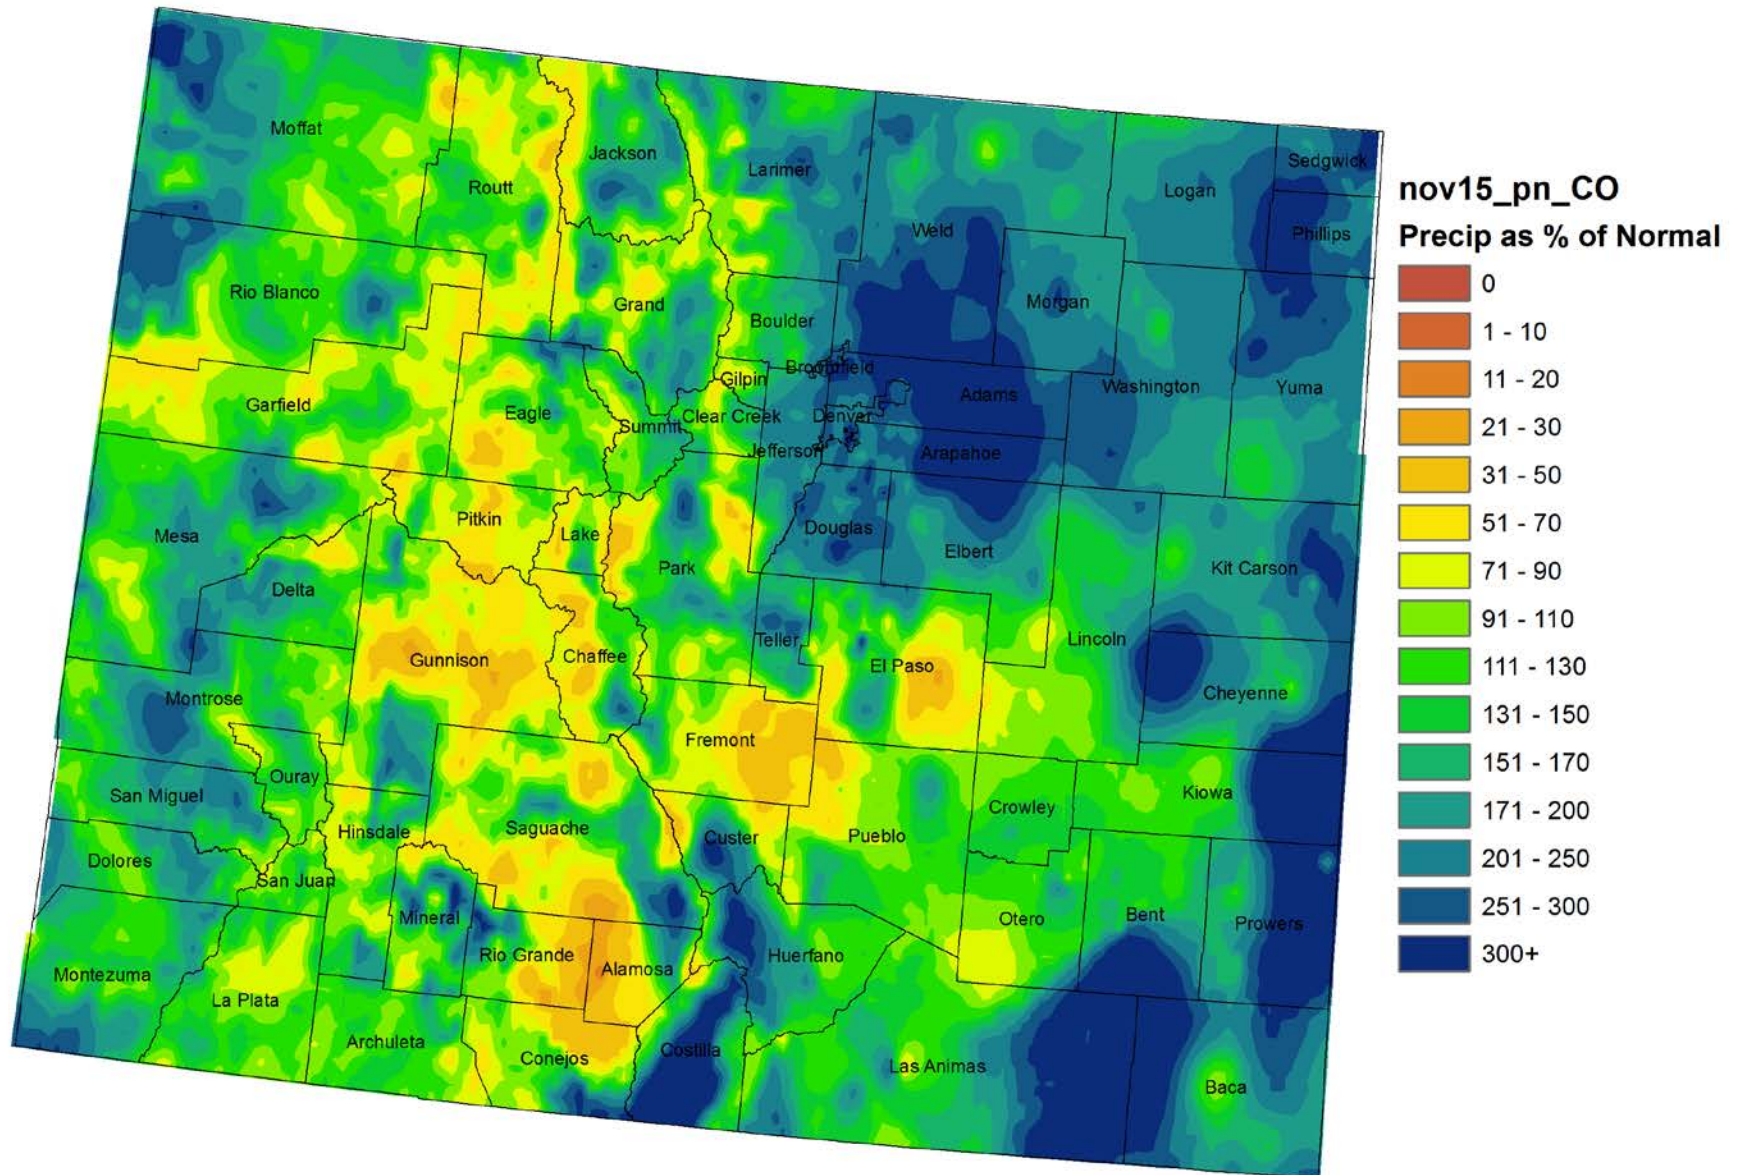 nov15_pn_CO
Precip as % of Normal
0
1 - 10
11 - 20
21 - 30
31 - 50
51 - 70
71 - 90
91 - 110
111 - 130
131 - 150
151 - 170
171 - 200
201 - 250
251 - 300
300+
Moffat
Routt
Jackson
Larimer
Weld
Logan
Sedgwick
Phillips
Rio Blanco
Grand
Boulder
Morgan
Broomfield
Gilpin
Garfield
Eagle
Summit
Clear Creek
Denver
Adams
Washington
Yuma
Jefferson
Arapahoe
Mesa
Pitkin
Lake
Park
Douglas
Elbert
Kit Carson
Delta
Gunnison
Chaffee
Teller
El Paso
Lincoln
Cheyenne
Montrose
Fremont
Ouray
San Miguel
Hinsdale
Saguache
Custer
Pueblo
Crowley
Kiowa
Dolores
San Juan
Mineral
Rio Grande
Alamosa
Huerfano
Otero
Bent
Prowers
Montezuma
La Plata
Archuleta
Conejos
Costilla
Las Animas
Baca